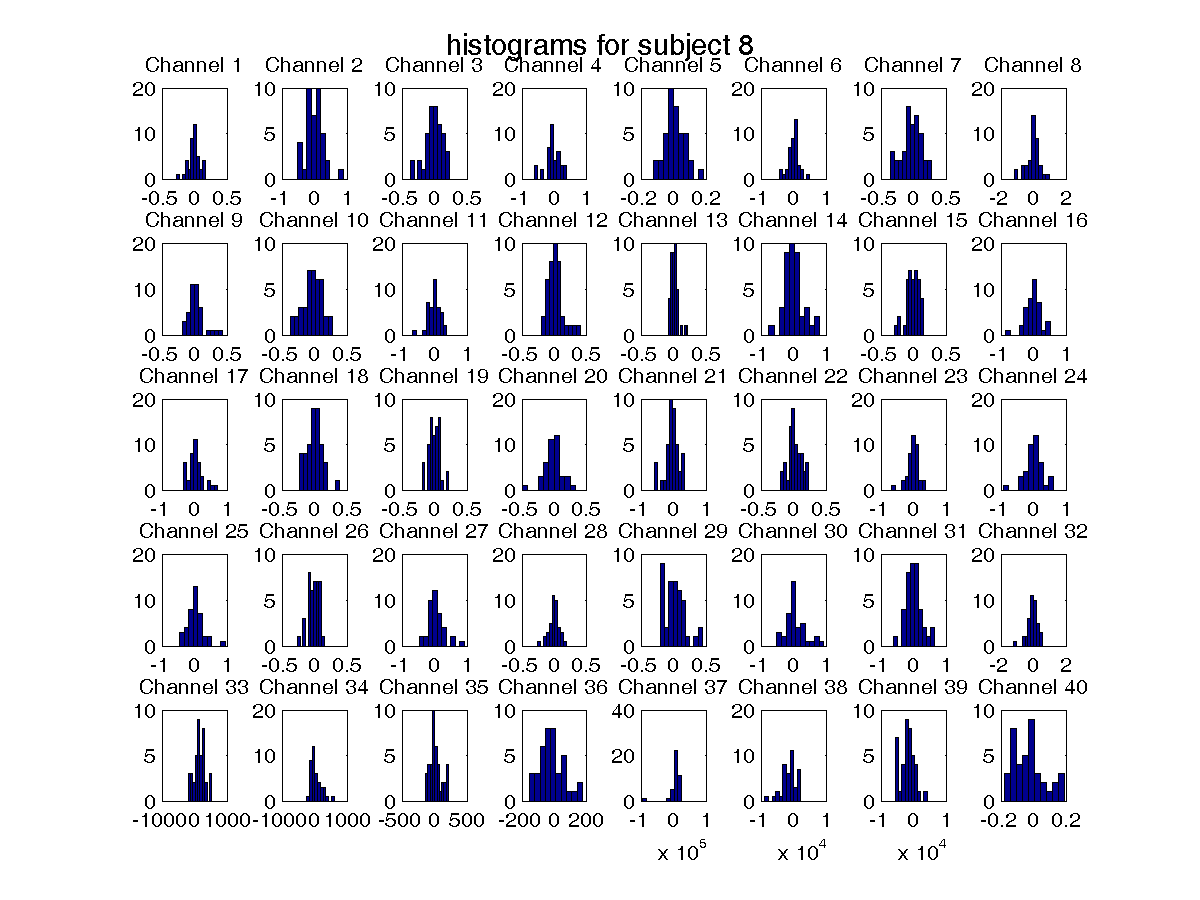 histograms for subject 8
Channel 1 Channel 2 Channel 3 Channel 4 Channel 5 Channel 6 Channel 7 Channel 8
20 10 10 20 10 20 10 20
10 5 5 10 5 10 5 10
0 0 0 0 0 0 0 0
-0.5 0 0.5 -1 0 1 -0.5 0 0.5 -1 0 1 -0.2 0 0.2 -1 0 1 -0.5 0 0.5 -2 0 2
Channel 9 Channel 10 Channel 11 Channel 12 Channel 13 Channel 14 Channel 15 Channel 16
20 10 20 10 10 10 10 20
10 5 10 5 5 5 5 10
0 0 0 0 0 0 0 0
-0.5 0 0.5 -0.5 0 0.5 -1 0 1 -0.5 0 0.5 -0.5 0 0.5 -1 0 1 -0.5 0 0.5 -1 0 1
Channel 17 Channel 18 Channel 19 Channel 20 Channel 21 Channel 22 Channel 23 Channel 24
20 10 10 20 10 10 20 20
10 5 5 10 5 5 10 10
0 0 0 0 0 0 0 0
-1 0 1 -0.5 0 0.5 -0.5 0 0.5 -0.5 0 0.5 -1 0 1 -0.5 0 0.5 -1 0 1 -1 0 1
Channel 25 Channel 26 Channel 27 Channel 28 Channel 29 Channel 30 Channel 31 Channel 32
20 10 20 20 10 20 10 20
10 5 10 10 5 10 5 10
0 0 0 0 0 0 0 0
-1 0 1 -0.5 0 0.5 -1 0 1 -1 0 1 -0.5 0 0.5 -1 0 1 -1 0 1 -2 0 2
Channel 33 Channel 34 Channel 35 Channel 36 Channel 37 Channel 38 Channel 39 Channel 40
10 20 10 10 40 20 10 10
5 10 5 5 20 10 5 5
0 0 0 0 0 0 0 0
-1000 0 1000 -1000 0 1000 -500 0 500 -200 0 200 -1 0 1 -1 0 1 -1 0 1 -0.2 0 0.2
x 10⁵ x 10⁴ x 10⁴